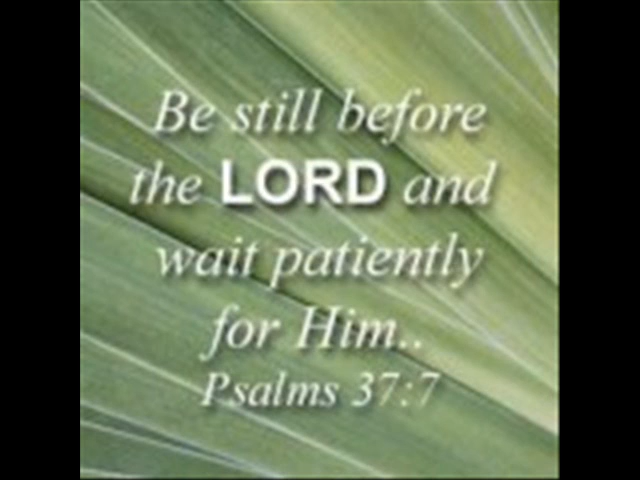 Be still before
the LORD and
wait patiently
for Him..
Psalms 37:7